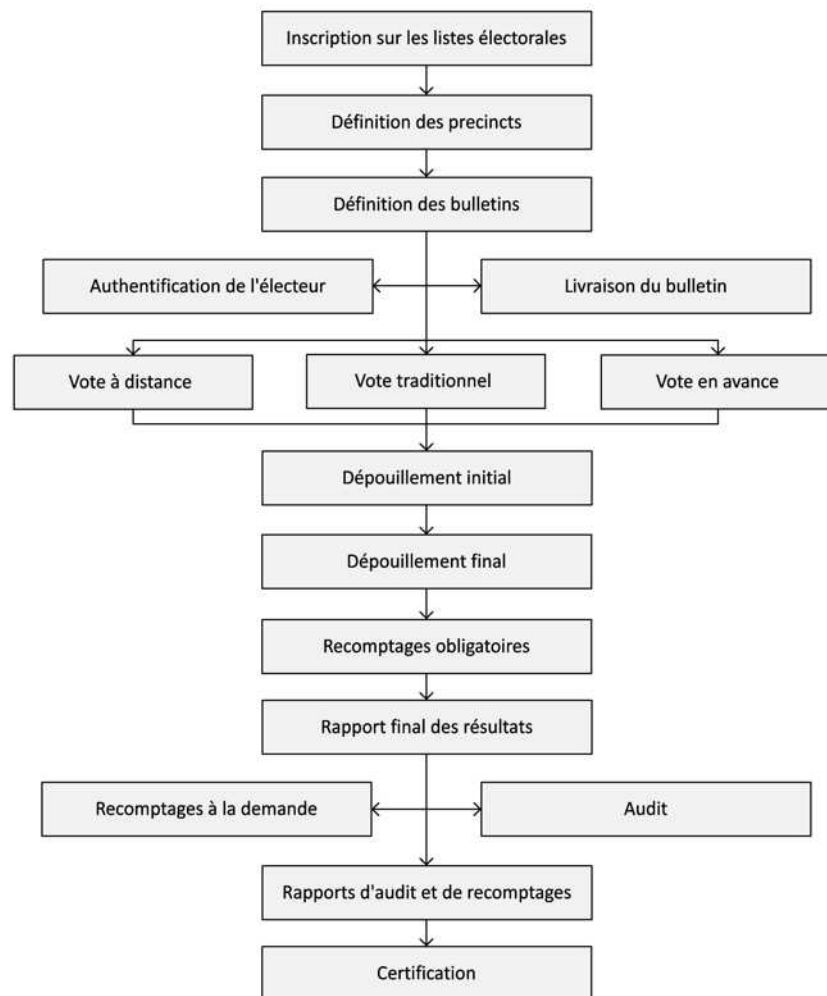 Inscription sur les listes électorales
Définition des precincts
Définition des bulletins
Authentification de l'électeur
Livraison du bulletin
Vote à distance
Vote traditionnel
Vote en avance
Dépouillement initial
Dépouillement final
Recomptages obligatoires
Rapport final des résultats
Recomptages à la demande
Audit
Rapports d'audit et de recomptages
Certification